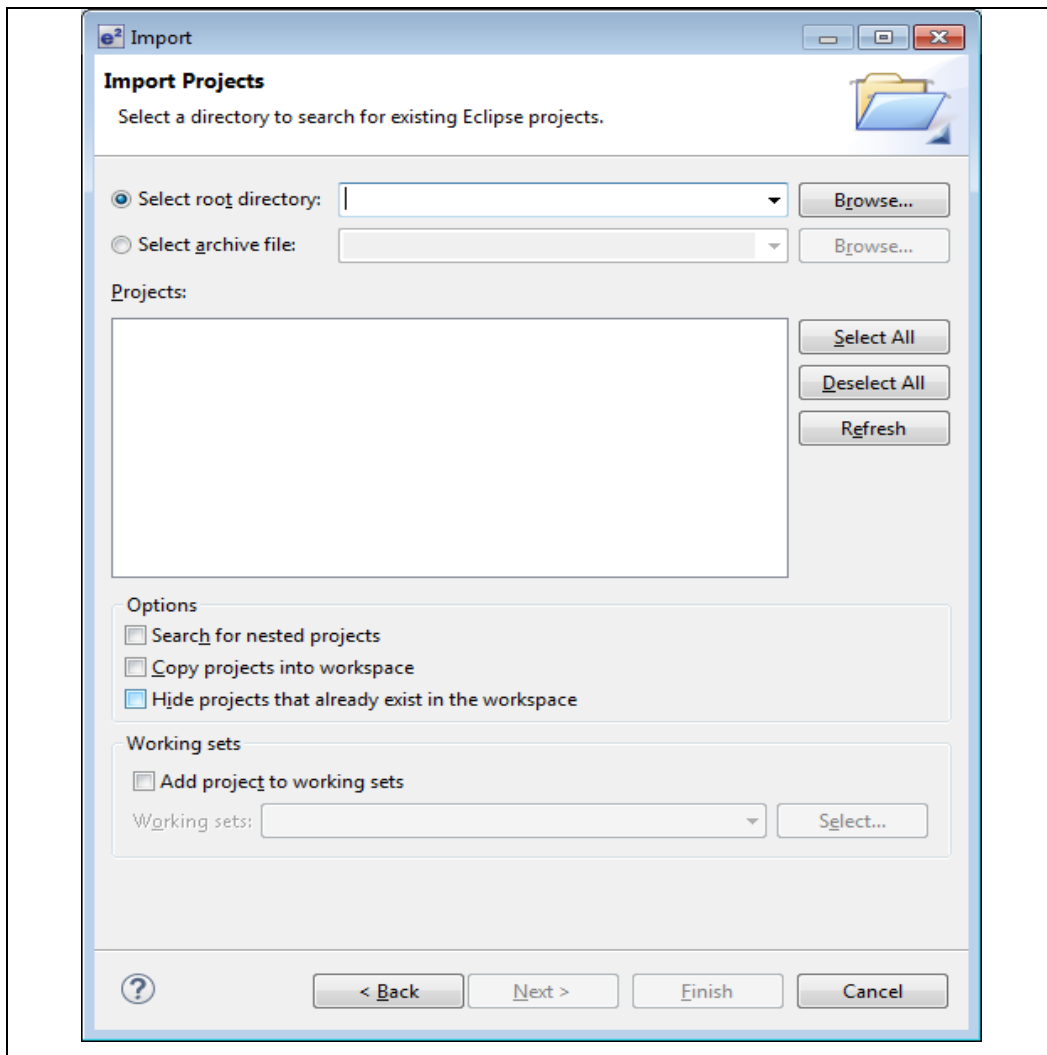 e² Import
Import Projects
Select a directory to search for existing Eclipse projects.
Select root directory: Browse...
Select archive file: Browse...
Projects:
Select All
Deselect All
Refresh
Options
Search for nested projects
Copy projects into workspace
Hide projects that already exist in the workspace
Working sets
Add project to working sets
Working sets: Select...
? < Back Next > Finish Cancel